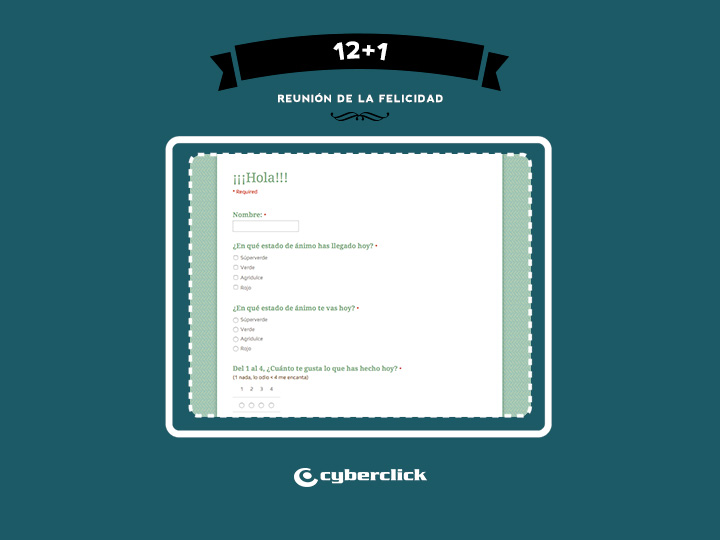 12+1
REUNIÓN DE LA FELICIDAD
¡¡¡Hola!!!
* Required
Nombre: *
¿En qué estado de ánimo has llegado hoy? *
Súperverde
Verde
Agridulce
Rojo
¿En qué estado de ánimo te vas hoy? *
Súperverde
Verde
Agridulce
Rojo
Del 1 al 4, ¿Cuánto te gusta lo que has hecho hoy? *
(1 nada, lo odio < 4 me encanta)
1 2 3 4
cyberclick